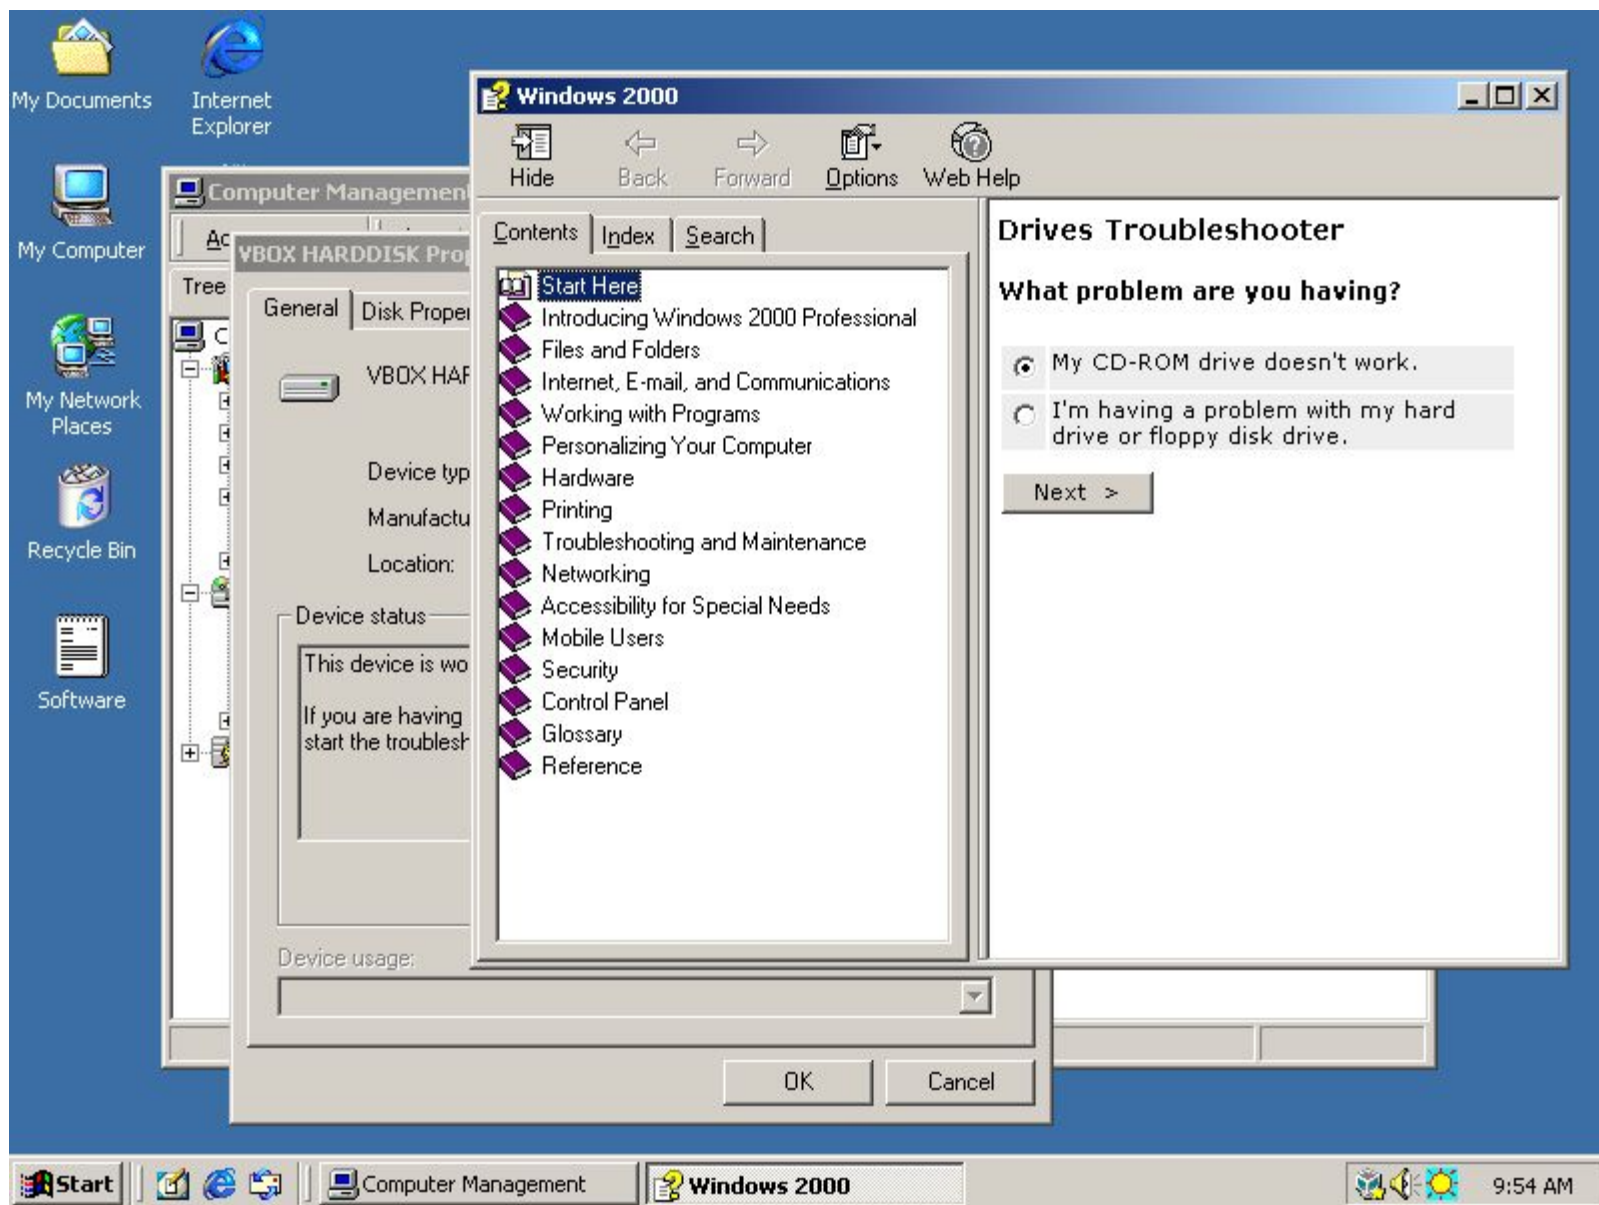 My Documents
Internet
Explorer
My Computer
My Network
Places
Recycle Bin
Software
Computer Managemen
Tree
VBOX HARDDISK Prop
General
Disk Proper
VBOX HAR
Device typ
Manufactu
Location:
Device status
This device is wo
If you are having
start the troublesh
Device usage:
OK
Cancel
Windows 2000
Hide
Back
Forward
Options
Web Help
Contents
Index
Search
Start Here
Introducing Windows 2000 Professional
Files and Folders
Internet, E-mail, and Communications
Working with Programs
Personalizing Your Computer
Hardware
Printing
Troubleshooting and Maintenance
Networking
Accessibility for Special Needs
Mobile Users
Security
Control Panel
Glossary
Reference
Drives Troubleshooter
What problem are you having?
My CD-ROM drive doesn't work.
I'm having a problem with my hard
drive or floppy disk drive.
Next >
Start
Computer Management
Windows 2000
9:54 AM